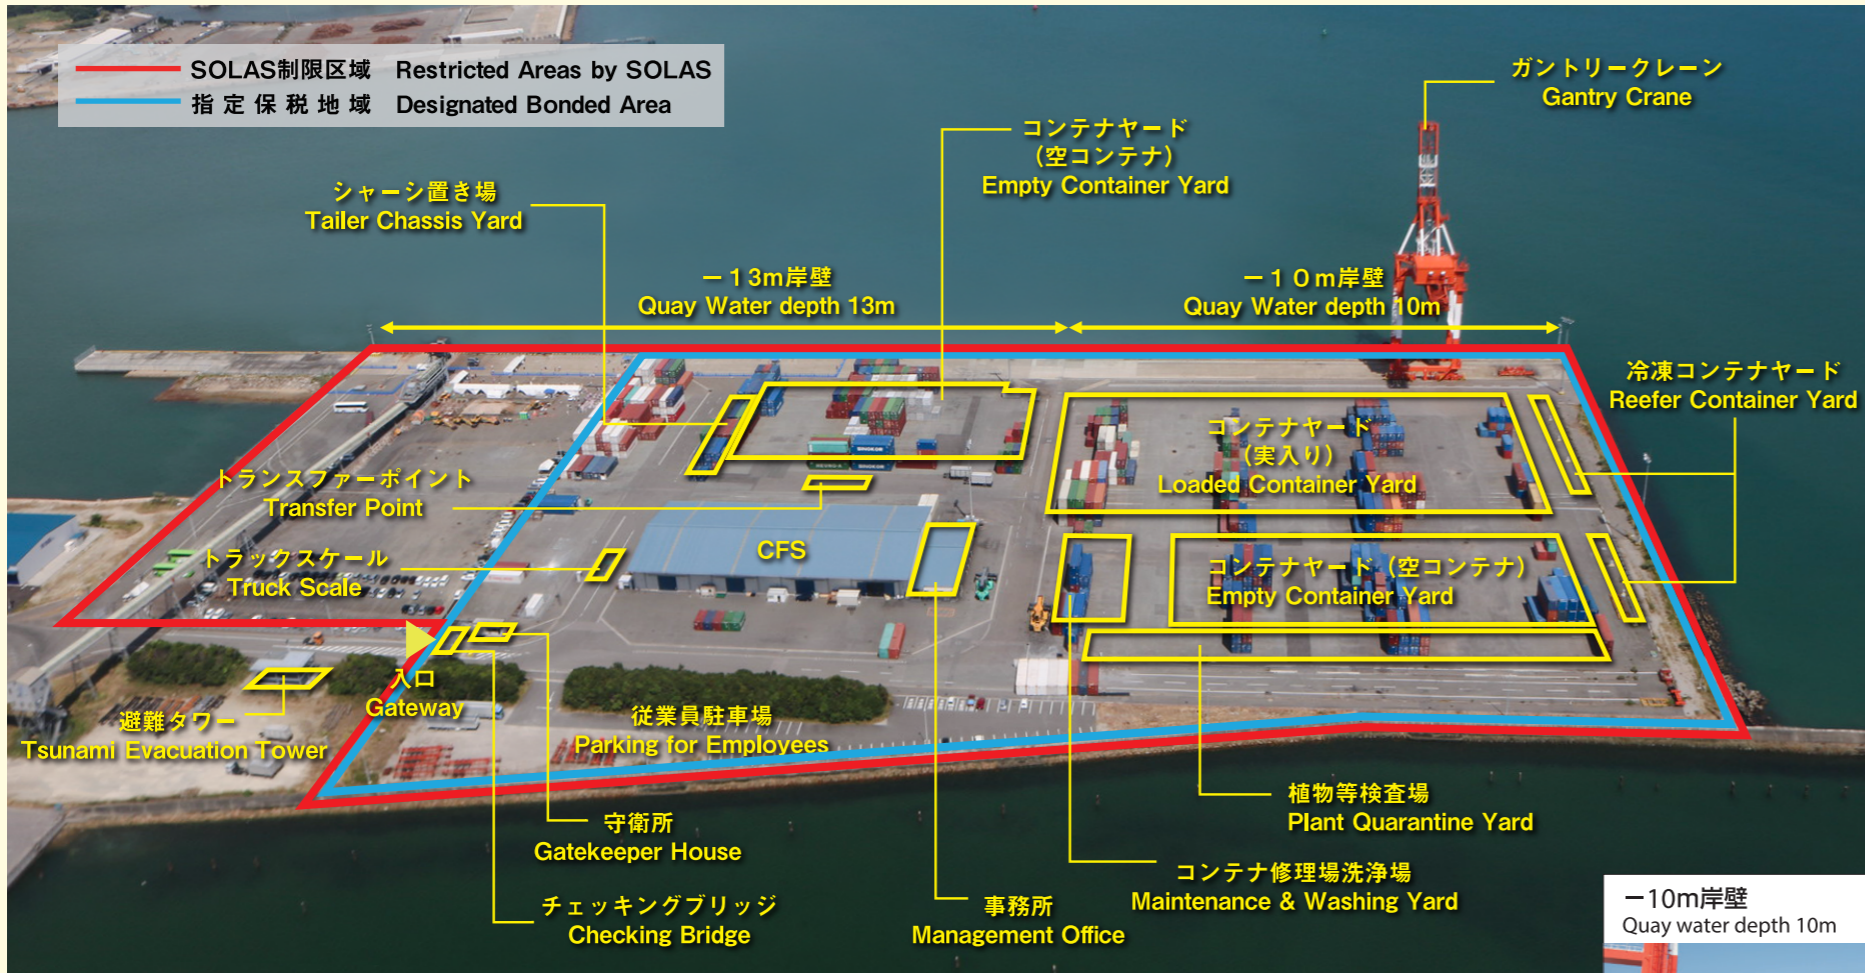 SOLAS制限区域 Restricted Areas by SOLAS
指定保税地域 Designated Bonded Area
ガントリークレーン
Gantry Crane
コンテナヤード
(空コンテナ)
Empty Container Yard
シャーシ置き場
Tailer Chassis Yard
－13m岸壁
Quay Water depth 13m
－10m岸壁
Quay Water depth 10m
冷凍コンテナヤード
Reefer Container Yard
コンテナヤード
(実入り)
Loaded Container Yard
トランスファーポイント
Transfer Point
トラックスケール
Truck Scale
CFS
コンテナヤード(空コンテナ)
Empty Container Yard
入口
Gateway
避難タワー
Tsunami Evacuation Tower
従業員駐車場
Parking for Employees
植物等検査場
Plant Quarantine Yard
守衛所
Gatekeeper House
コンテナ修理場洗浄場
Maintenance & Washing Yard
チェッキングブリッジ
Checking Bridge
事務所
Management Office
－10m岸壁
Quay water depth 10m